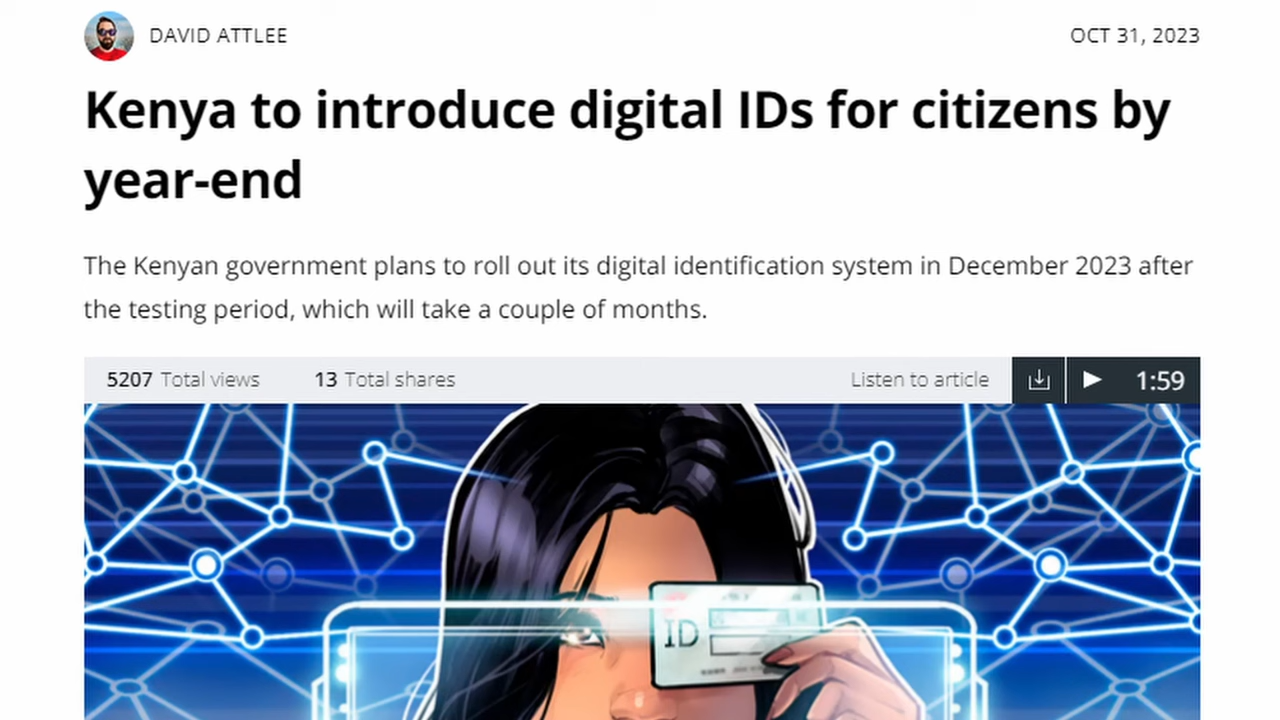 DAVID ATTLEE
OCT 31, 2023
Kenya to introduce digital IDs for citizens by
year-end
The Kenyan government plans to roll out its digital identification system in December 2023 after
the testing period, which will take a couple of months.
5207 Total views 13 Total shares Listen to article 1:59
ID